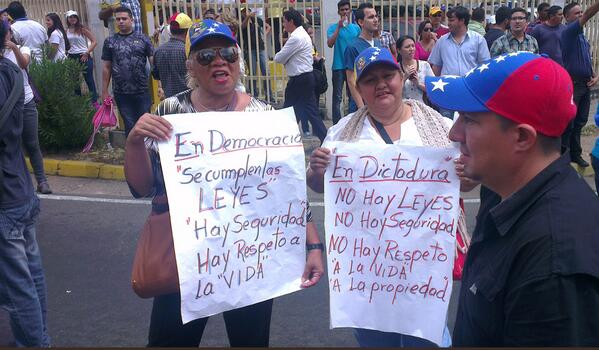 En Democracia
"Se cumplen las
LEYES"
"Hay Seguridad"
Hay Respeto a
la "VIDA"
En Dictadura"
NO Hay LEYES
NO Hay Seguridad
NO Hay Respeto
"A LA VIDA"
"A La propiedad"